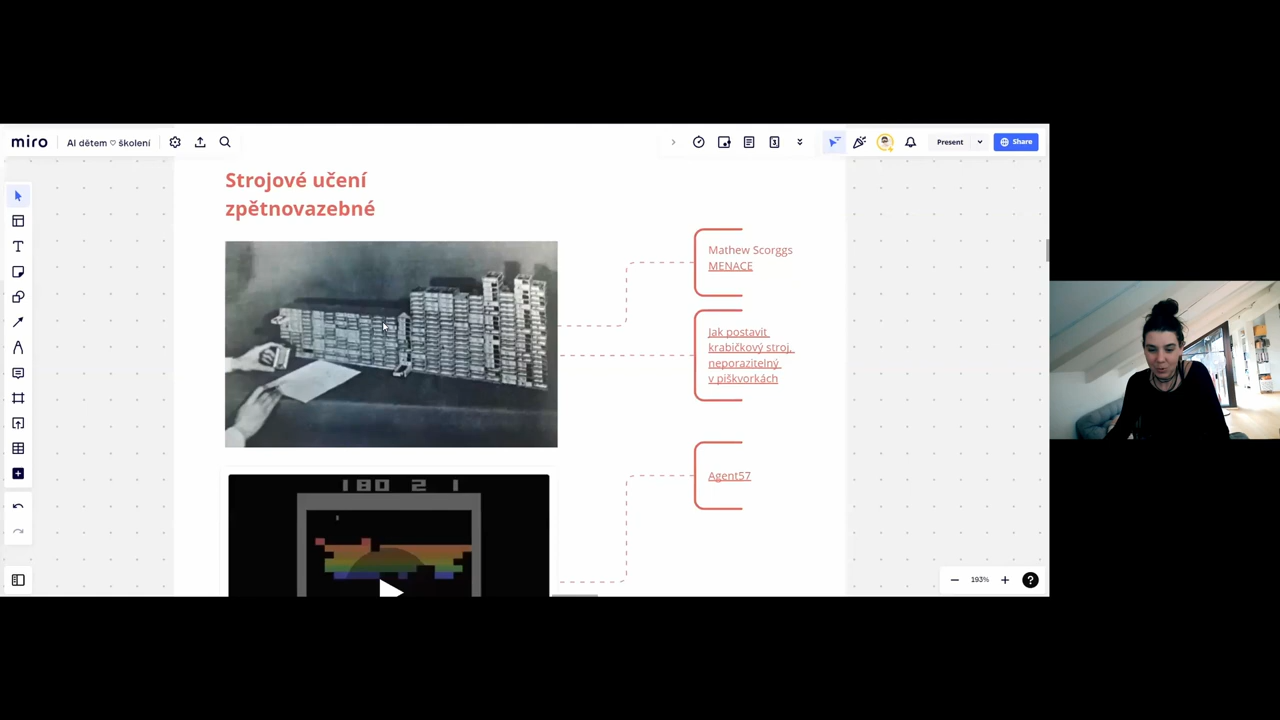 miro
AI dětem ♡ školení
3
Present
Share
Strojové učení
zpětnovazebné
Mathew Scorggs
MENACE
Jak postavit
krabičkový stroj,
neporazitelný
v piškvorkách
Agent57
180 2 1
193%